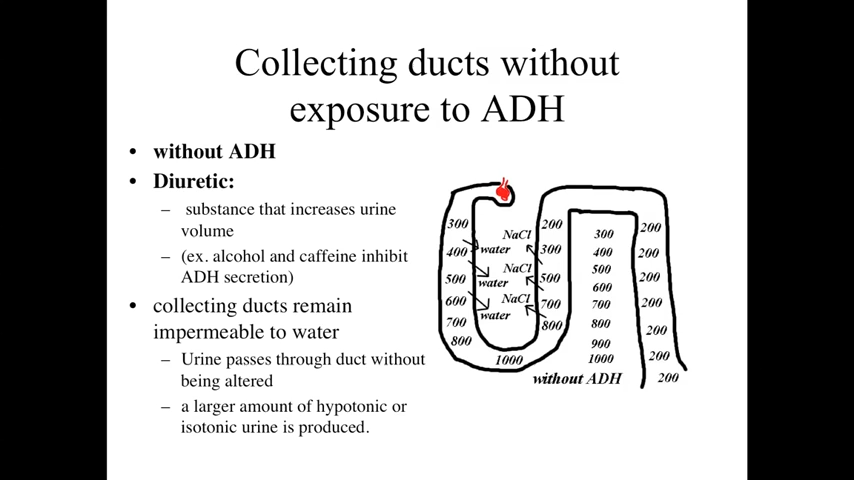 Collecting ducts without
exposure to ADH
• without ADH
• Diuretic:
– substance that increases urine
volume
– (ex. alcohol and caffeine inhibit
ADH secretion)
• collecting ducts remain
impermeable to water
– Urine passes through duct without
being altered
– a larger amount of hypotonic or
isotonic urine is produced.
300
400
500
600
700
800
1000
water
water
water
NaCl
NaCl
NaCl
200
300
500
700
800
300
400
500
600
700
800
900
1000
200
200
200
200
200
200
200
without ADH